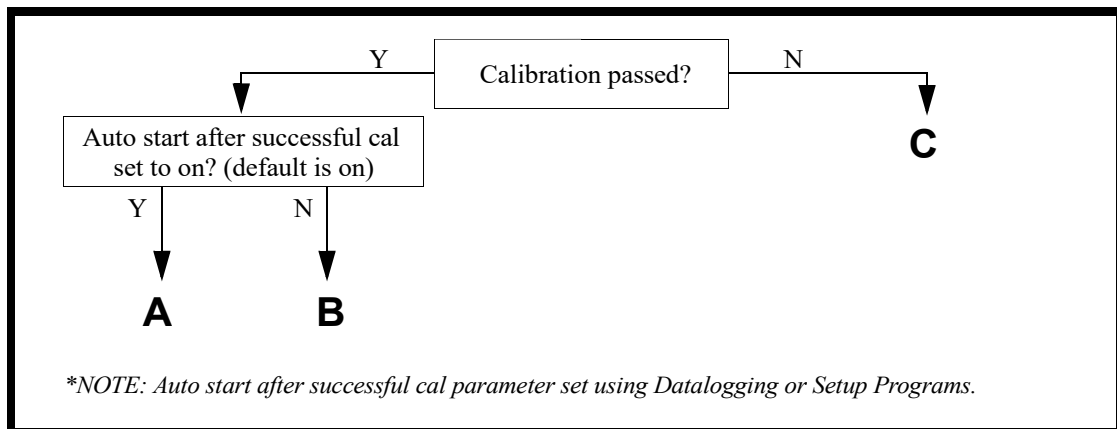 Y
Calibration passed?
N
Auto start after successful cal
set to on? (default is on)
C
Y
N
A
B
*NOTE: Auto start after successful cal parameter set using Datalogging or Setup Programs.